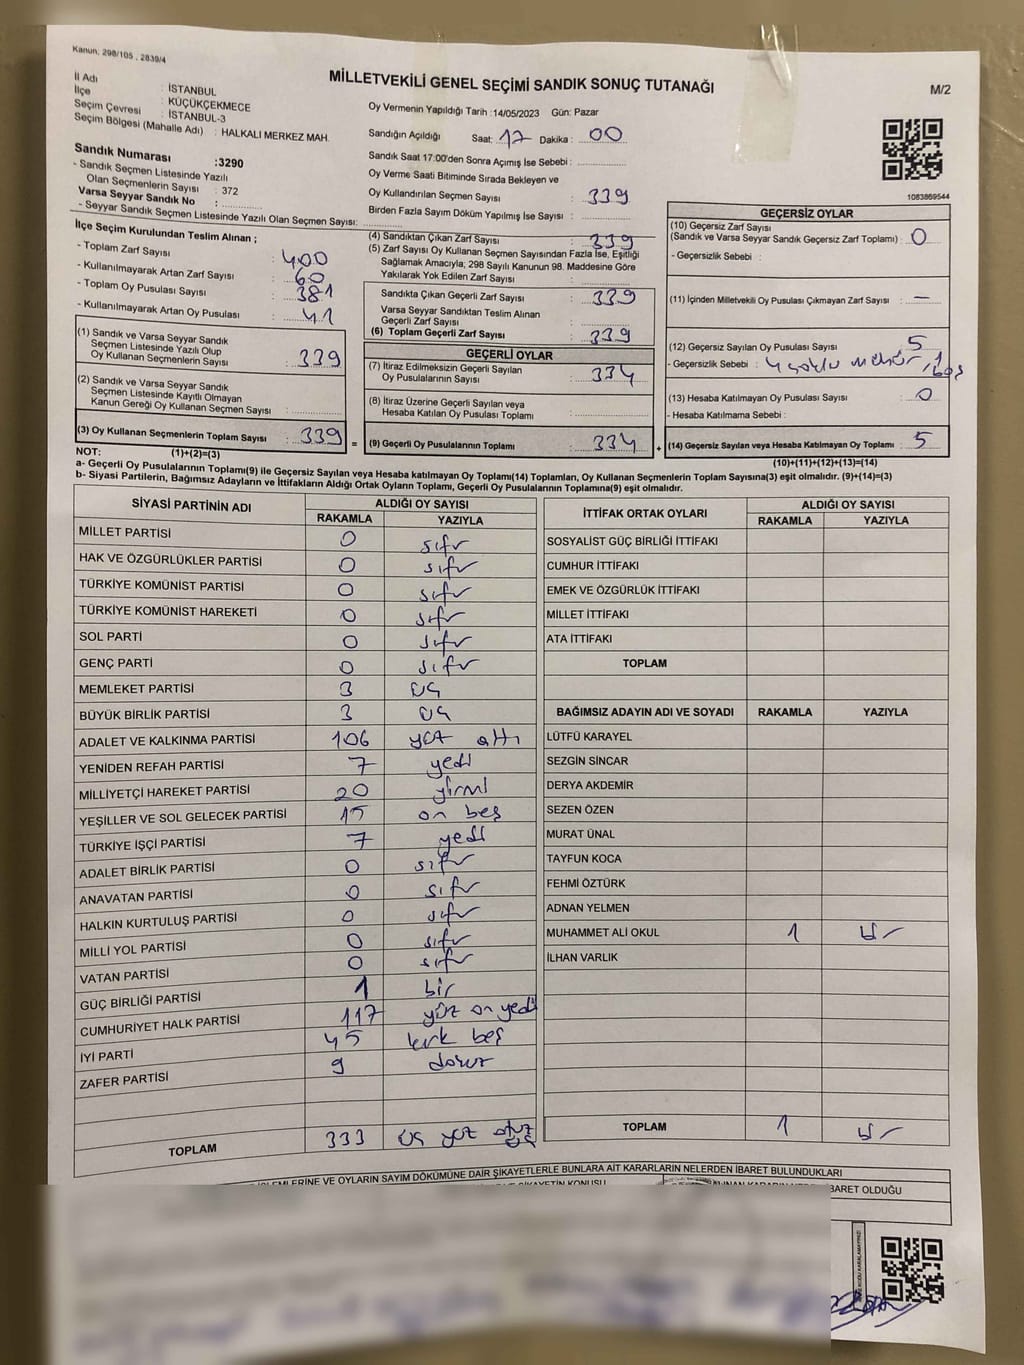 Kanun; 298/105 , 2839/4
MİLLETVEKİLİ GENEL SEÇİMİ SANDIK SONUÇ TUTANAĞI
M/2
İl Adı : İSTANBUL
İlçe : KÜÇÜKÇEKMECE
Seçim Çevresi : İSTANBUL-3
Seçim Bölgesi (Mahalle Adı) : HALKALI MERKEZ MAH.
Sandık Numarası :3290
- Sandık Seçmen Listesinde Yazılı
Olan Seçmenlerin Sayısı : 372
Varsa Seyyar Sandık No :
- Seyyar Sandık Seçmen Listesinde Yazılı Olan Seçmen Sayısı:
Oy Vermenin Yapıldığı Tarih :14/05/2023 Gün: Pazar
Sandığın Açıldığı Saat: 17 Dakika : 00
Sandık Saat 17:00'den Sonra Açımış İse Sebebi :
Oy Verme Saati Bitiminde Sırada Bekleyen ve
Oy Kullandırılan Seçmen Sayısı : 339
Birden Fazla Sayım Döküm Yapılmış İse Sayısı :
1083869544
İlçe Seçim Kurulundan Teslim Alınan ;
- Toplam Zarf Sayısı : 400
- Kullanılmayarak Artan Zarf Sayısı : 60
- Toplam Oy Pusulası Sayısı : 381
- Kullanılmayarak Artan Oy Pusulası : 41
(1) Sandık ve Varsa Seyyar Sandık
Seçmen Listesinde Yazılı Olup
Oy Kullanan Seçmenlerin Sayısı : 339
(2) Sandık ve Varsa Seyyar Sandık
Seçmen Listesinde Kayıtlı Olmayan
Kanun Gereği Oy Kullanan Seçmen Sayısı :
(3) Oy Kullanan Seçmenlerin Toplam Sayısı : 339 =
(4) Sandıktan Çıkan Zarf Sayısı : 339
(5) Zarf Sayısı Oy Kullanan Seçmen Sayısından Fazla İse, Eşitliği
Sağlamak Amacıyla; 298 Sayılı Kanunun 98. Maddesine Göre
Yakılarak Yok Edilen Zarf Sayısı :
Sandıkta Çıkan Geçerli Zarf Sayısı : 339
Varsa Seyyar Sandıktan Teslim Alınan
Geçerli Zarf Sayısı :
(6) Toplam Geçerli Zarf Sayısı : 339
GEÇERLİ OYLAR
(7) İtiraz Edilmeksizin Geçerli Sayılan
Oy Pusulalarının Sayısı : 334
(8) İtiraz Üzerine Geçerli Sayılan veya
Hesaba Katılan Oy Pusulası Toplamı :
(9) Geçerli Oy Pusulalarının Toplamı : 334 +
GEÇERSİZ OYLAR
(10) Geçersiz Zarf Sayısı
(Sandık ve Varsa Seyyar Sandık Geçersiz Zarf Toplamı) : 0
- Geçersizlik Sebebi :
(11) İçinden Milletvekili Oy Pusulası Çıkmayan Zarf Sayısı : —
(12) Geçersiz Sayılan Oy Pusulası Sayısı : 5
- Geçersizlik Sebebi : 4 mühür, 1 boş
(13) Hesaba Katılmayan Oy Pusulası Sayısı : 0
- Hesaba Katılmama Sebebi :
(14) Geçersiz Sayılan veya Hesaba Katılmayan Oy Toplamı : 5
NOT: (1)+(2)=(3)
(10)+(11)+(12)+(13)=(14)
a- Geçerli Oy Pusulalarının Toplamı(9) ile Geçersiz Sayılan veya Hesaba katılmayan Oy Toplamı(14) Toplamları, Oy Kullanan Seçmenlerin Toplam Sayısına(3) eşit olmalıdır. (9)+(14)=(3)
b- Siyasi Partilerin, Bağımsız Adayların ve İttifakların Aldığı Ortak Oyların Toplamı, Geçerli Oy Pusulalarının Toplamına(9) eşit olmalıdır.
SİYASİ PARTİNİN ADI ALDIĞI OY SAYISI
RAKAMLA YAZIYLA
MİLLET PARTİSİ 0 sıfır
HAK VE ÖZGÜRLÜKLER PARTİSİ 0 sıfır
TÜRKİYE KOMÜNİST PARTİSİ 0 sıfır
TÜRKİYE KOMÜNİST HAREKETİ 0 sıfır
SOL PARTİ 0 sıfır
GENÇ PARTİ 0 sıfır
MEMLEKET PARTİSİ 3 üç
BÜYÜK BİRLİK PARTİSİ 3 üç
ADALET VE KALKINMA PARTİSİ 106 yüz altı
YENİDEN REFAH PARTİSİ 7 yedi
MİLLİYETÇİ HAREKET PARTİSİ 20 yirmi
YEŞİLLER VE SOL GELECEK PARTİSİ 15 on beş
TÜRKİYE İŞÇİ PARTİSİ 7 yedi
ADALET BİRLİK PARTİSİ 0 sıfır
ANAVATAN PARTİSİ 0 sıfır
HALKIN KURTULUŞ PARTİSİ 0 sıfır
MİLLİ YOL PARTİSİ 0 sıfır
VATAN PARTİSİ 0 sıfır
GÜÇ BİRLİĞİ PARTİSİ 1 bir
CUMHURİYET HALK PARTİSİ 117 yüz on yedi
İYİ PARTİ 45 kırk beş
ZAFER PARTİSİ 9 dokuz
TOPLAM 333 üç yüz otuz üç
İTTİFAK ORTAK OYLARI ALDIĞI OY SAYISI
RAKAMLA YAZIYLA
SOSYALİST GÜÇ BİRLİĞİ İTTİFAKI
CUMHUR İTTİFAKI
EMEK VE ÖZGÜRLÜK İTTİFAKI
MİLLET İTTİFAKI
ATA İTTİFAKI
TOPLAM
BAĞIMSIZ ADAYIN ADI VE SOYADI RAKAMLA YAZIYLA
LÜTFÜ KARAYEL
SEZGİN SİNCAR
DERYA AKDEMİR
SEZEN ÖZEN
MURAT ÜNAL
TAYFUN KOCA
FEHMİ ÖZTÜRK
ADNAN YELMEN
MUHAMMET ALİ OKUL 1 bir
İLHAN VARLIK
TOPLAM 1 bir
İŞLEMLERİNE VE OYLARIN SAYIM DÖKÜMÜNE DAİR ŞİKAYETLERLE BUNLARA AİT KARARLARIN NELERDEN İBARET BULUNDUKLARI
ŞİKAYETİN KONUSU
İBARET OLDUĞU